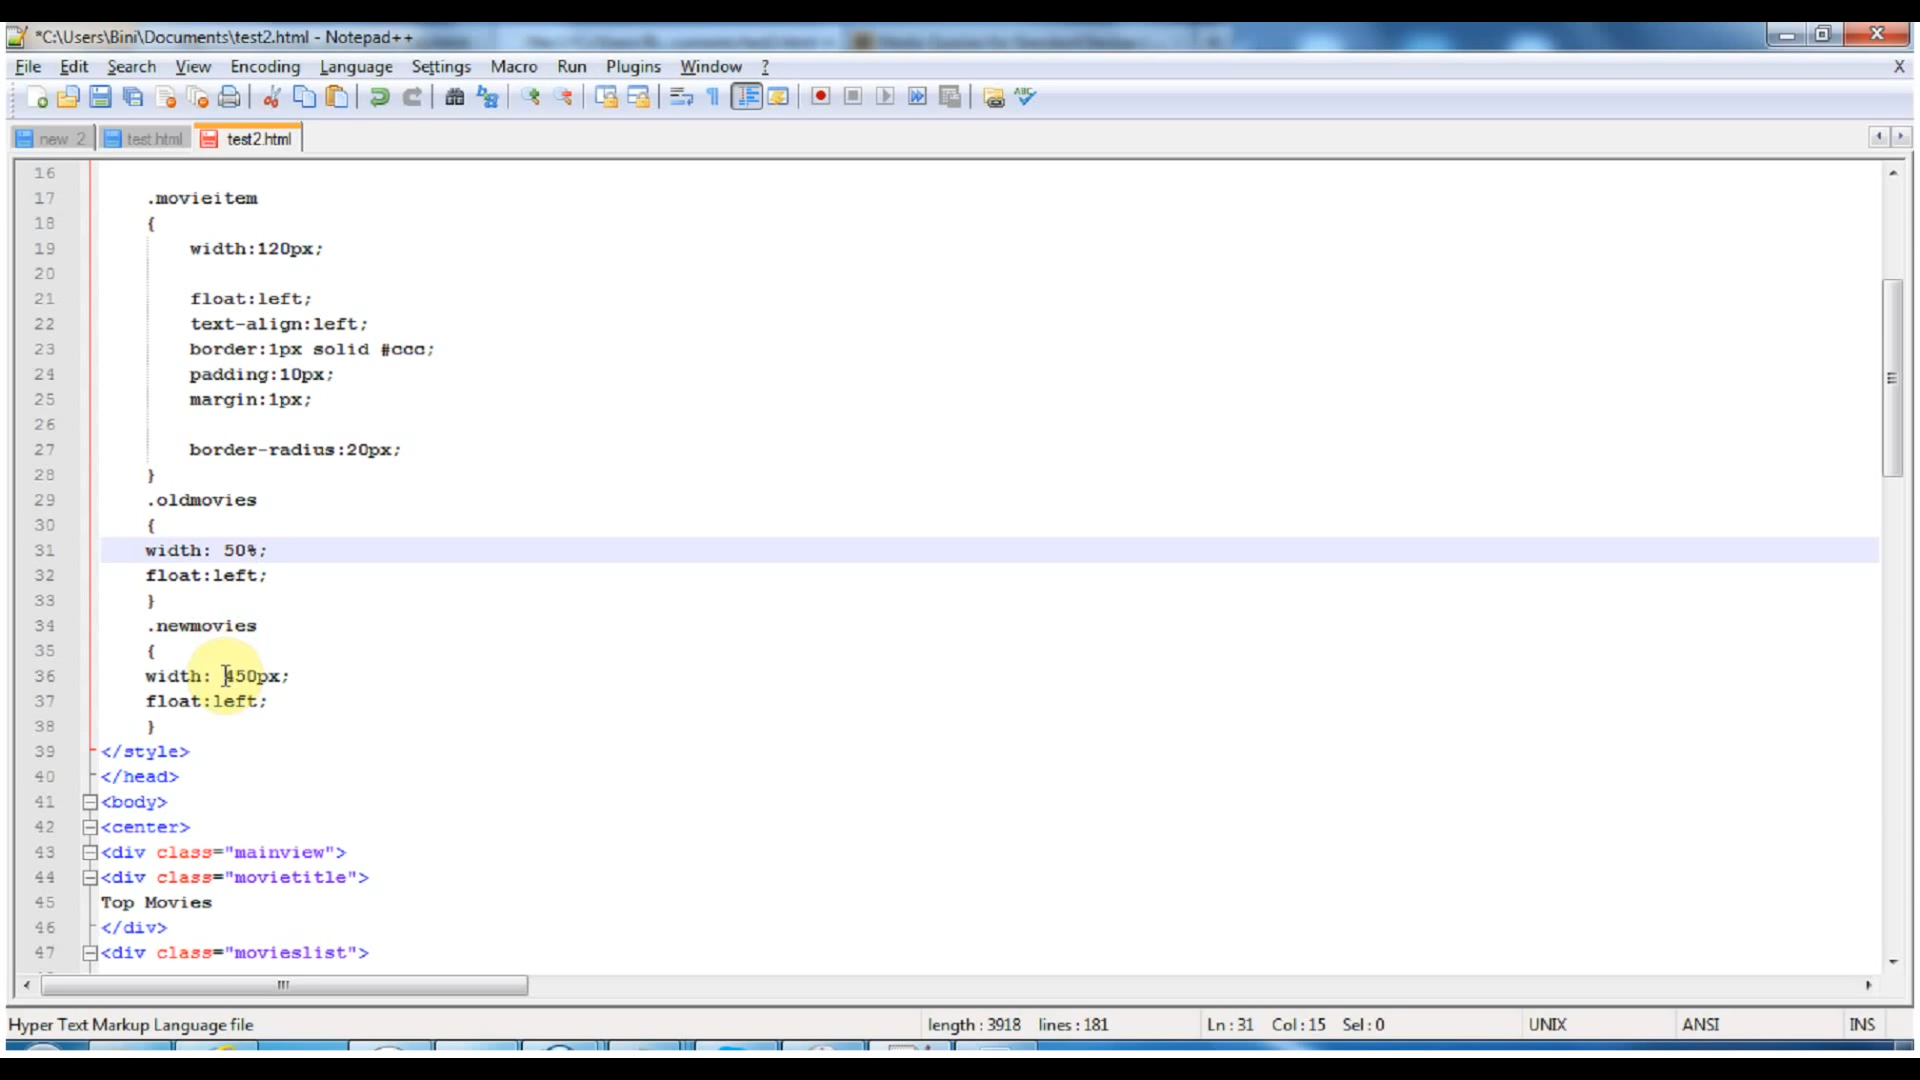 *C:\Users\Bini\Documents\test2.html - Notepad++
File Edit Search View Encoding Language Settings Macro Run Plugins Window ? X
new 2 test.html test2.html
16
17 .movieitem
18 {
19 width:120px;
20
21 float:left;
22 text-align:left;
23 border:1px solid #ccc;
24 padding:10px;
25 margin:1px;
26
27 border-radius:20px;
28 }
29 .oldmovies
30 {
31 width: 50%;
32 float:left;
33 }
34 .newmovies
35 {
36 width: 450px;
37 float:left;
38 }
39 </style>
40 </head>
41 <body>
42 <center>
43 <div class="mainview">
44 <div class="movietitle">
45 Top Movies
46 </div>
47 <div class="movieslist">
Hyper Text Markup Language file length : 3918 lines : 181 Ln : 31 Col : 15 Sel : 0 UNIX ANSI INS